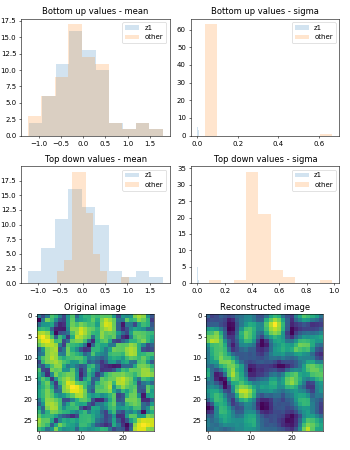 Bottom up values - mean
Bottom up values - sigma
17.5
15.0
12.5
10.0
7.5
5.0
2.5
0.0
z1
other
−1.0 −0.5 0.0 0.5 1.0 1.5
60
50
40
30
20
10
0
z1
other
0.0 0.2 0.4 0.6
Top down values - mean
Top down values - sigma
17.5
15.0
12.5
10.0
7.5
5.0
2.5
0.0
z1
other
−1.0 −0.5 0.0 0.5 1.0 1.5
35
30
25
20
15
10
5
0
z1
other
0.0 0.2 0.4 0.6 0.8 1.0
Original image
Reconstructed image
0
5
10
15
20
25
0 10 20
0
5
10
15
20
25
0 10 20